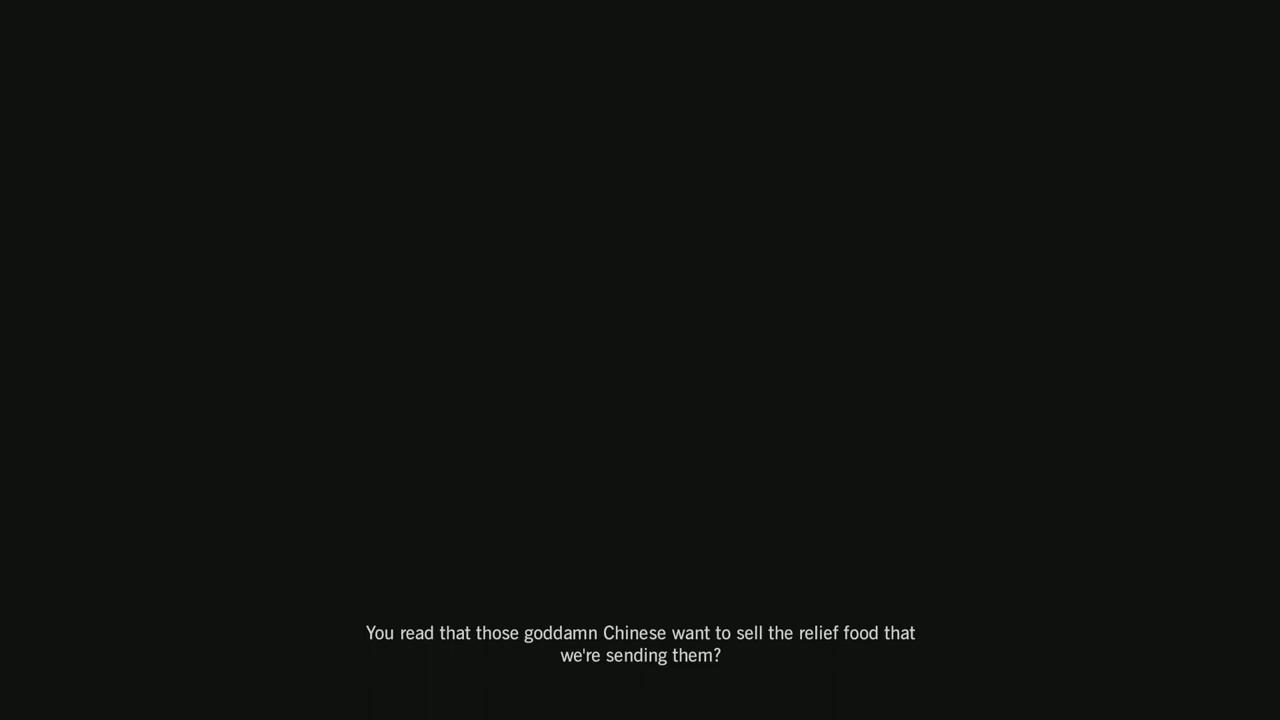 You read that those goddamn Chinese want to sell the relief food that
we're sending them?